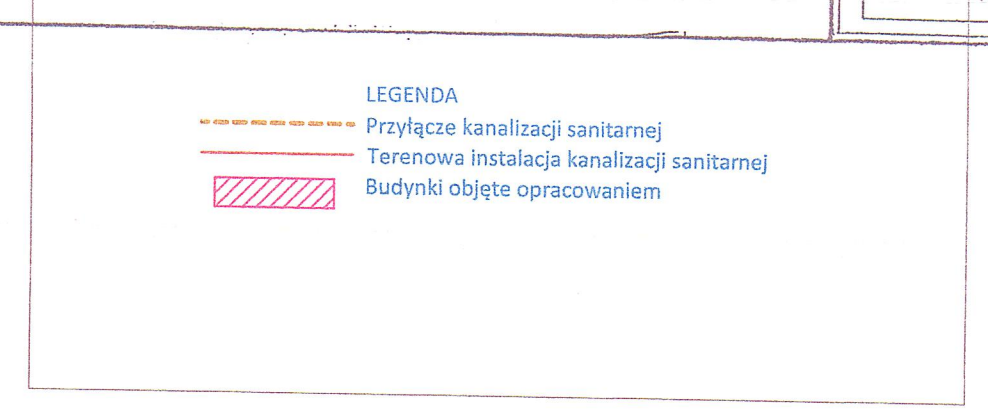 LEGENDA
Przyłącze kanalizacji sanitarnej
Terenowa instalacja kanalizacji sanitarnej
Budynki objęte opracowaniem